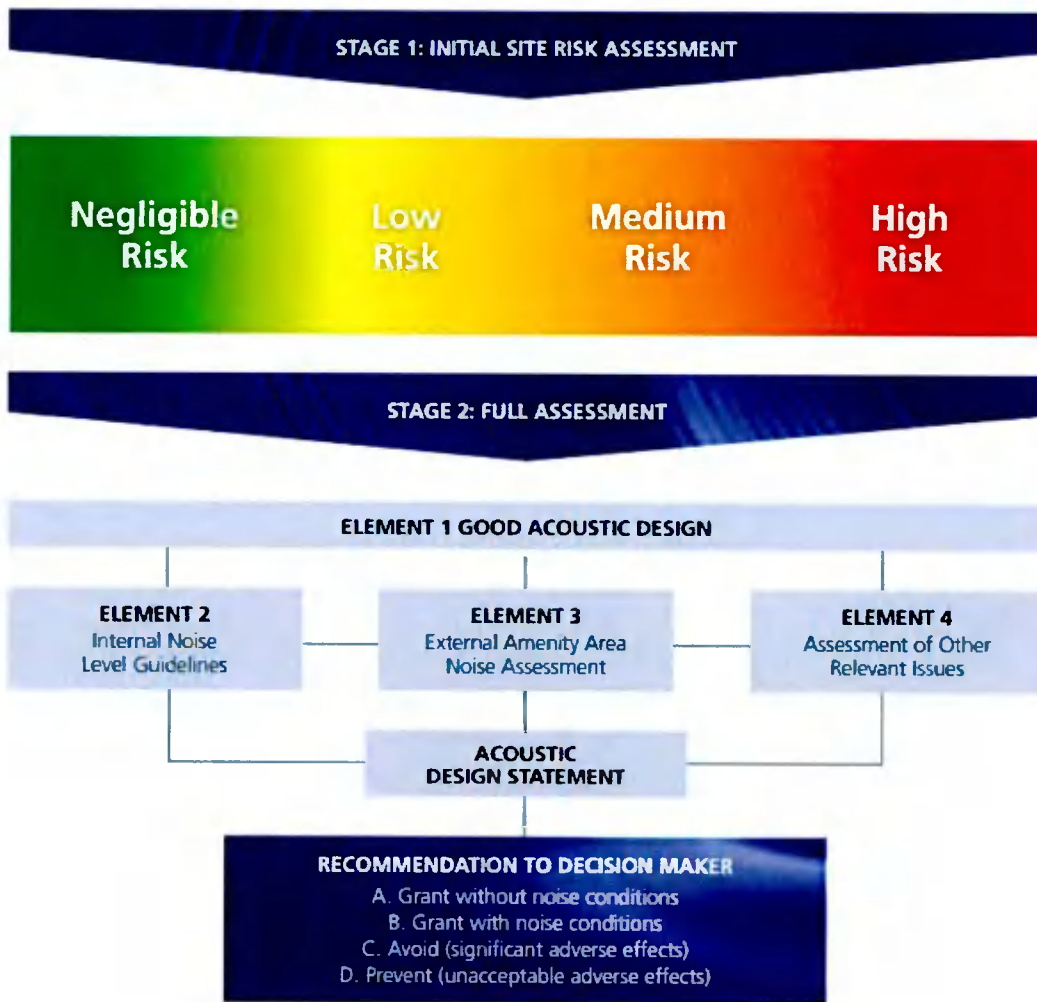 STAGE 1: INITIAL SITE RISK ASSESSMENT
Negligible
Risk
Low
Risk
Medium
Risk
High
Risk
STAGE 2: FULL ASSESSMENT
ELEMENT 1 GOOD ACOUSTIC DESIGN
ELEMENT 2
Internal Noise
Level Guidelines
ELEMENT 3
External Amenity Area
Noise Assessment
ELEMENT 4
Assessment of Other
Relevant Issues
ACOUSTIC
DESIGN STATEMENT
RECOMMENDATION TO DECISION MAKER
A. Grant without noise conditions
B. Grant with noise conditions
C. Avoid (significant adverse effects)
D. Prevent (unacceptable adverse effects)